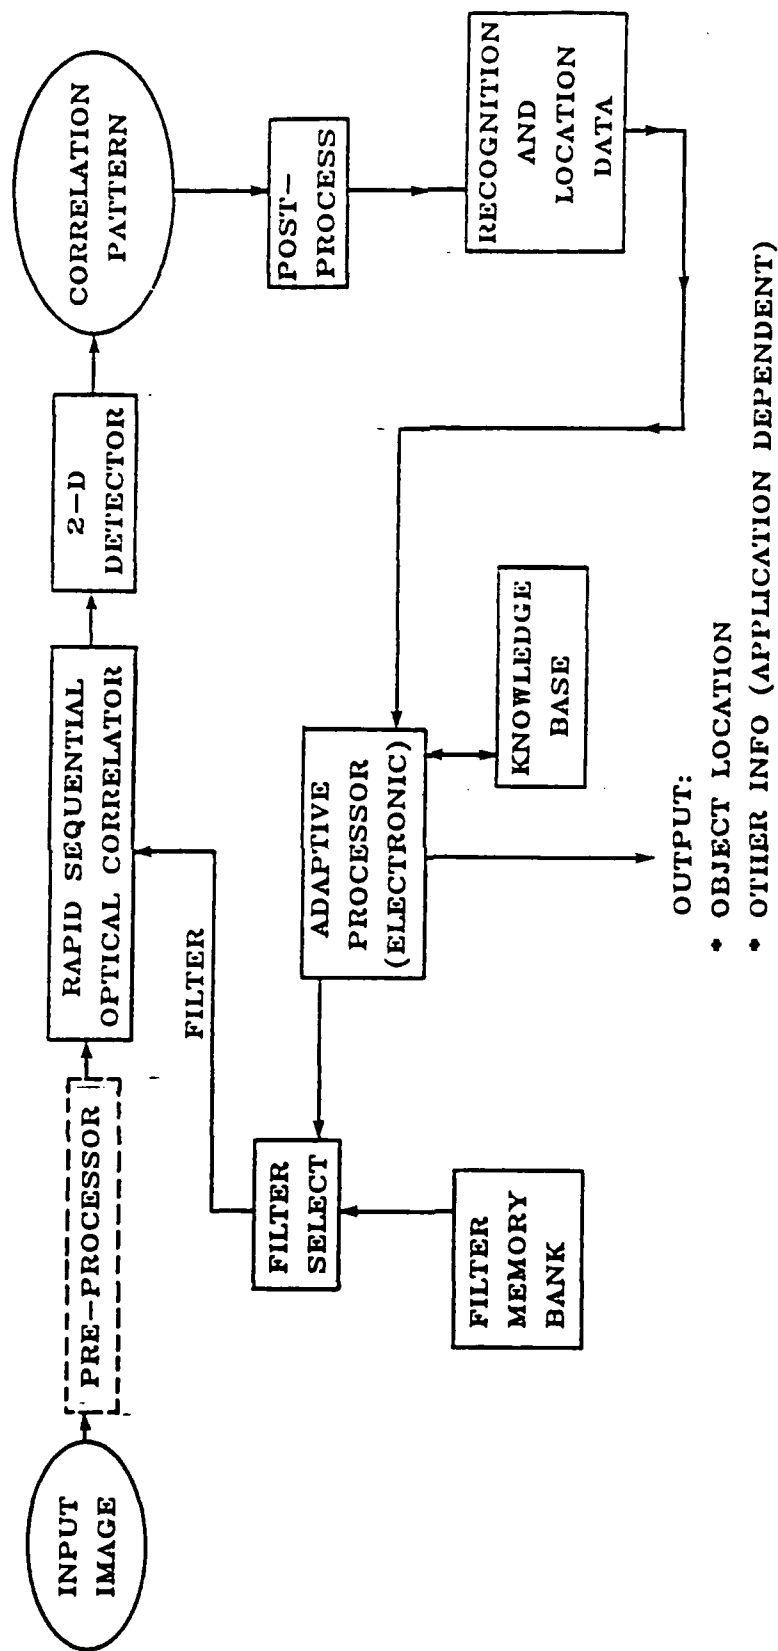 INPUT
IMAGE
PRE-PROCESSOR
RAPID SEQUENTIAL
OPTICAL CORRELATOR
2-D
DETECTOR
CORRELATION
PATTERN
FILTER
POST-
PROCESS
FILTER
SELECT
ADAPTIVE
PROCESSOR
(ELECTRONIC)
RECOGNITION
AND
LOCATION
DATA
FILTER
MEMORY
BANK
KNOWLEDGE
BASE
OUTPUT:
• OBJECT LOCATION
• OTHER INFO (APPLICATION DEPENDENT)